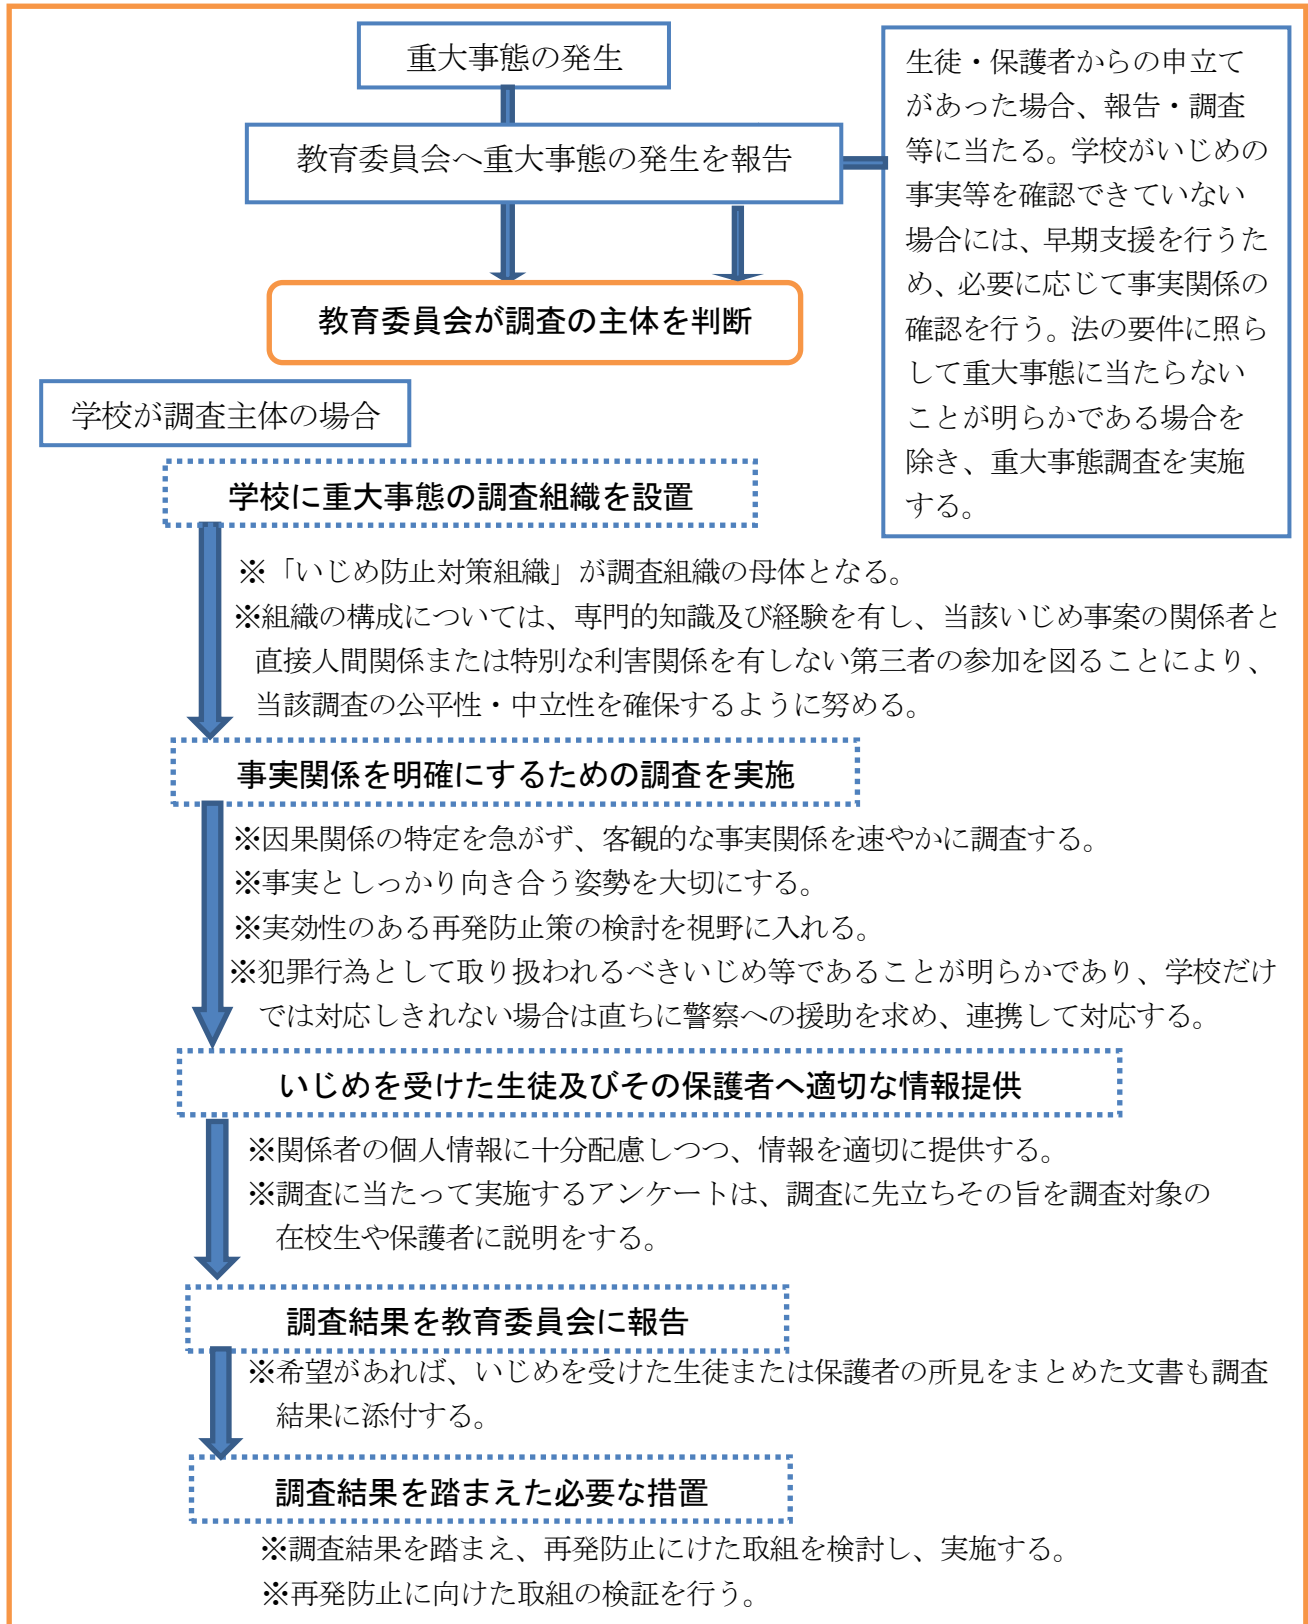 重大事態の発生
教育委員会へ重大事態の発生を報告
生徒・保護者からの申立て
があった場合、報告・調査
等に当たる。学校がいじめの
事実等を確認できていない
場合には、早期支援を行うた
め、必要に応じて事実関係の
確認を行う。法の要件に照ら
して重大事態に当たらない
ことが明らかである場合を
除き、重大事態調査を実施
する。
教育委員会が調査の主体を判断
学校が調査主体の場合
学校に重大事態の調査組織を設置
※「いじめ防止対策組織」が調査組織の母体となる。
※組織の構成については、専門的知識及び経験を有し、当該いじめ事案の関係者と
直接人間関係または特別な利害関係を有しない第三者の参加を図ることにより、
当該調査の公平性・中立性を確保するように努める。
事実関係を明確にするための調査を実施
※因果関係の特定を急がず、客観的な事実関係を速やかに調査する。
※事実としっかり向き合う姿勢を大切にする。
※実効性のある再発防止策の検討を視野に入れる。
※犯罪行為として取り扱われるべきいじめ等であることが明らかであり、学校だけ
では対応しきれない場合は直ちに警察への援助を求め、連携して対応する。
いじめを受けた生徒及びその保護者へ適切な情報提供
※関係者の個人情報に十分配慮しつつ、情報を適切に提供する。
※調査に当たって実施するアンケートは、調査に先立ちその旨を調査対象の
在校生や保護者に説明をする。
調査結果を教育委員会に報告
※希望があれば、いじめを受けた生徒または保護者の所見をまとめた文書も調査
結果に添付する。
調査結果を踏まえた必要な措置
※調査結果を踏まえ、再発防止にけた取組を検討し、実施する。
※再発防止に向けた取組の検証を行う。